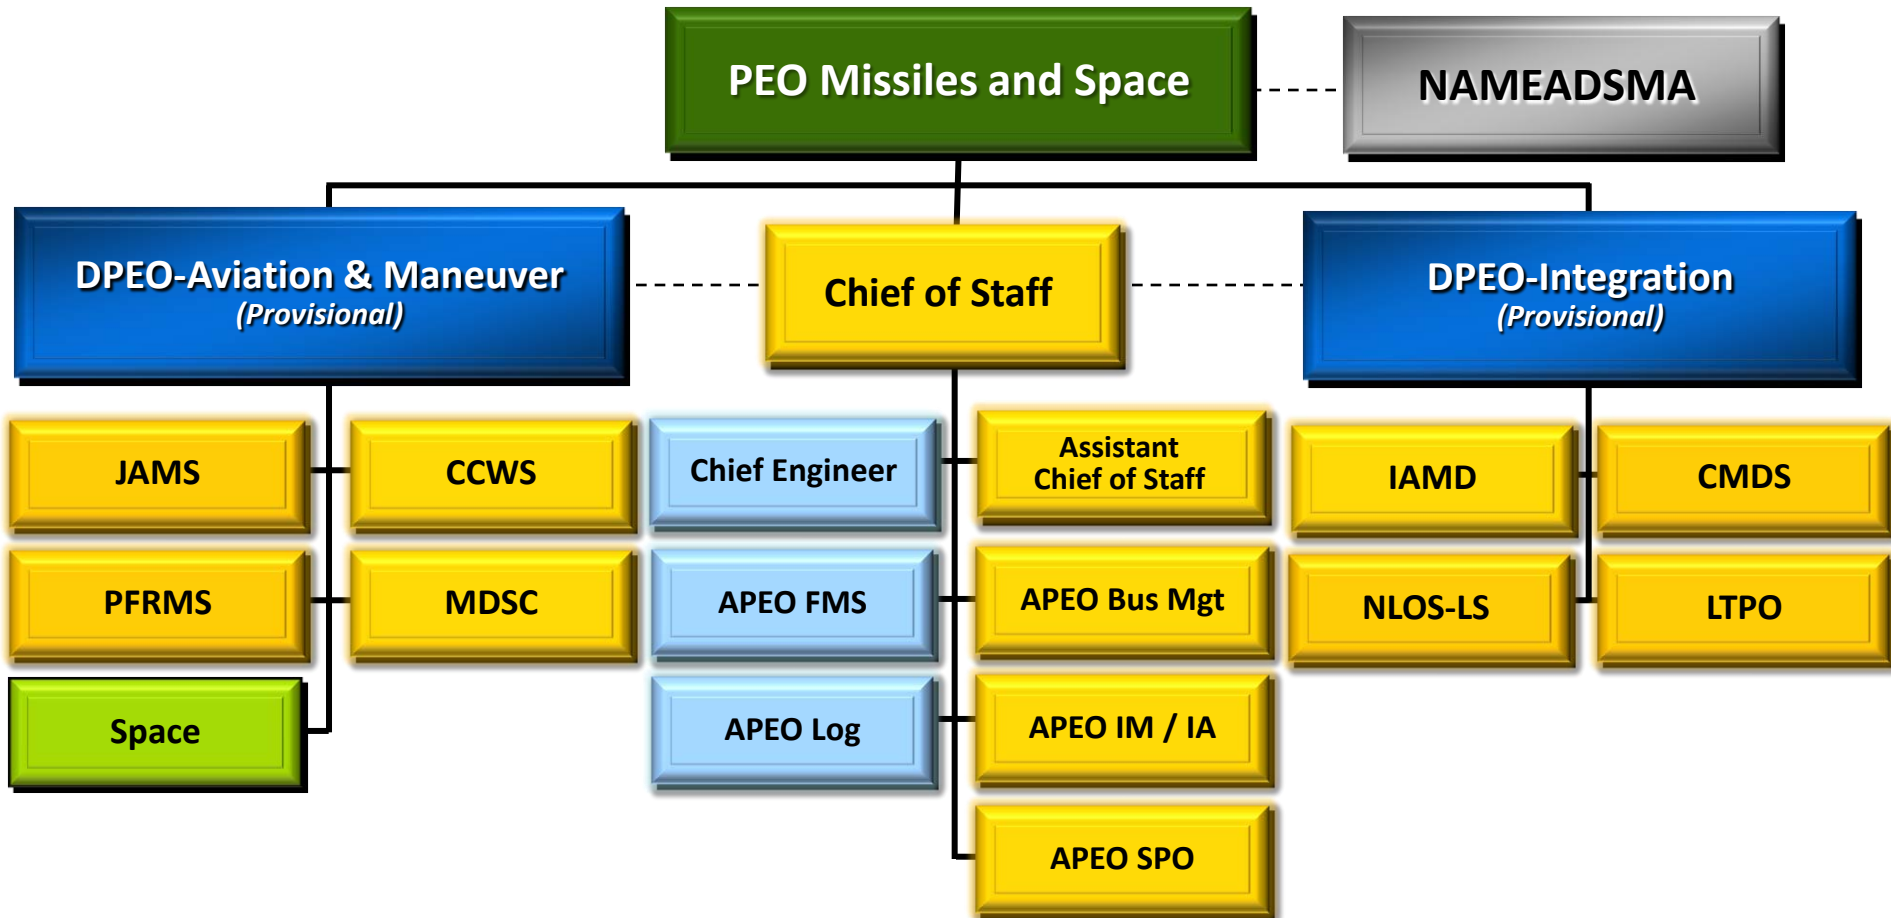 PEO Missiles and Space
NAMEADSMA
DPEO-Aviation & Maneuver
(Provisional)
Chief of Staff
DPEO-Integration
(Provisional)
JAMS
CCWS
Chief Engineer
Assistant
Chief of Staff
IAMD
CMDS
PFRMS
MDSC
APEO FMS
APEO Bus Mgt
NLOS-LS
LTPO
Space
APEO Log
APEO IM / IA
APEO SPO